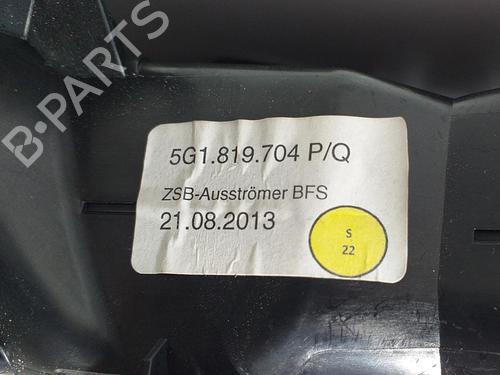 B-PARTS
5G1.819.704 P/Q
ZSB-Ausströmer BFS
21.08.2013
S
22